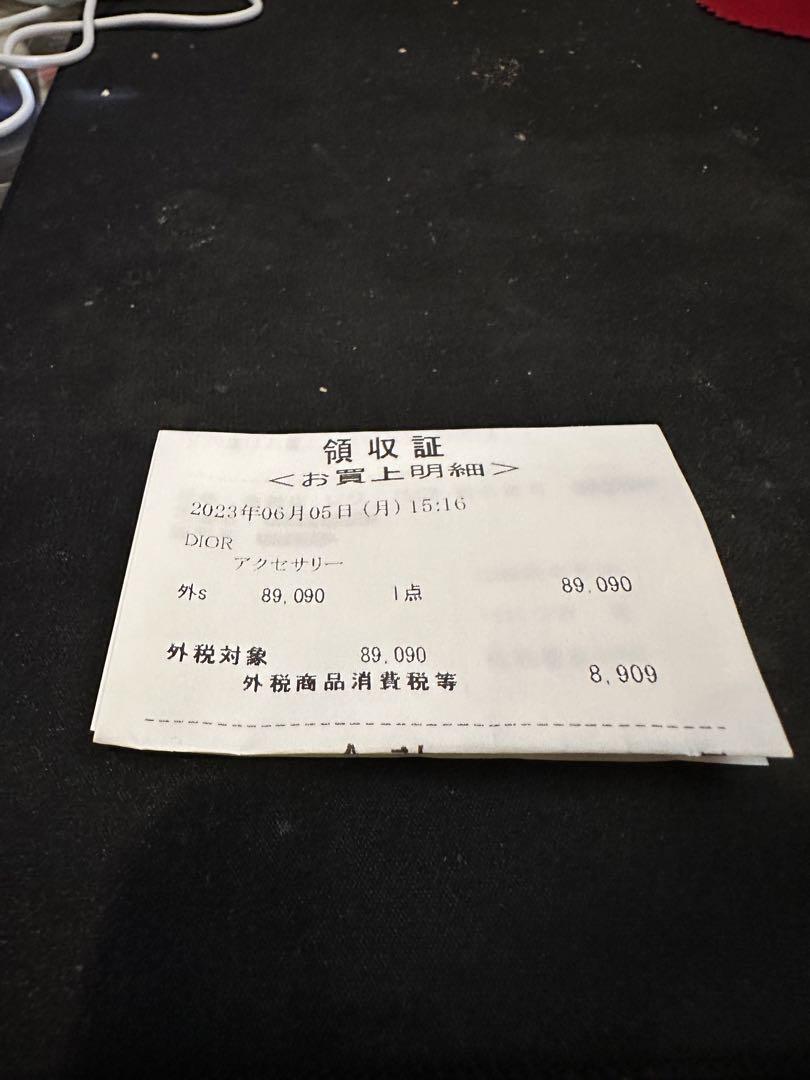 領収証
<お買上明細>
2023年06月05日(月)15:16
DIOR
アクセサリー
外s 89,090 1点 89,090
外税対象 89,090
外税商品消費税等 8,909